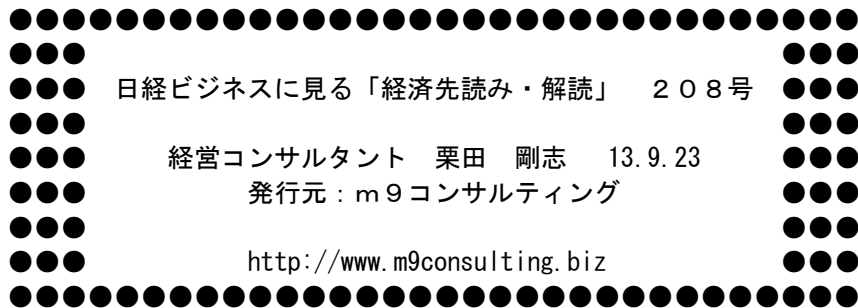 日経ビジネスに見る「経済先読み・解読」　２０８号
経営コンサルタント　栗田　剛志　13.9.23
発行元：ｍ９コンサルティング
http://www.m9consulting.biz